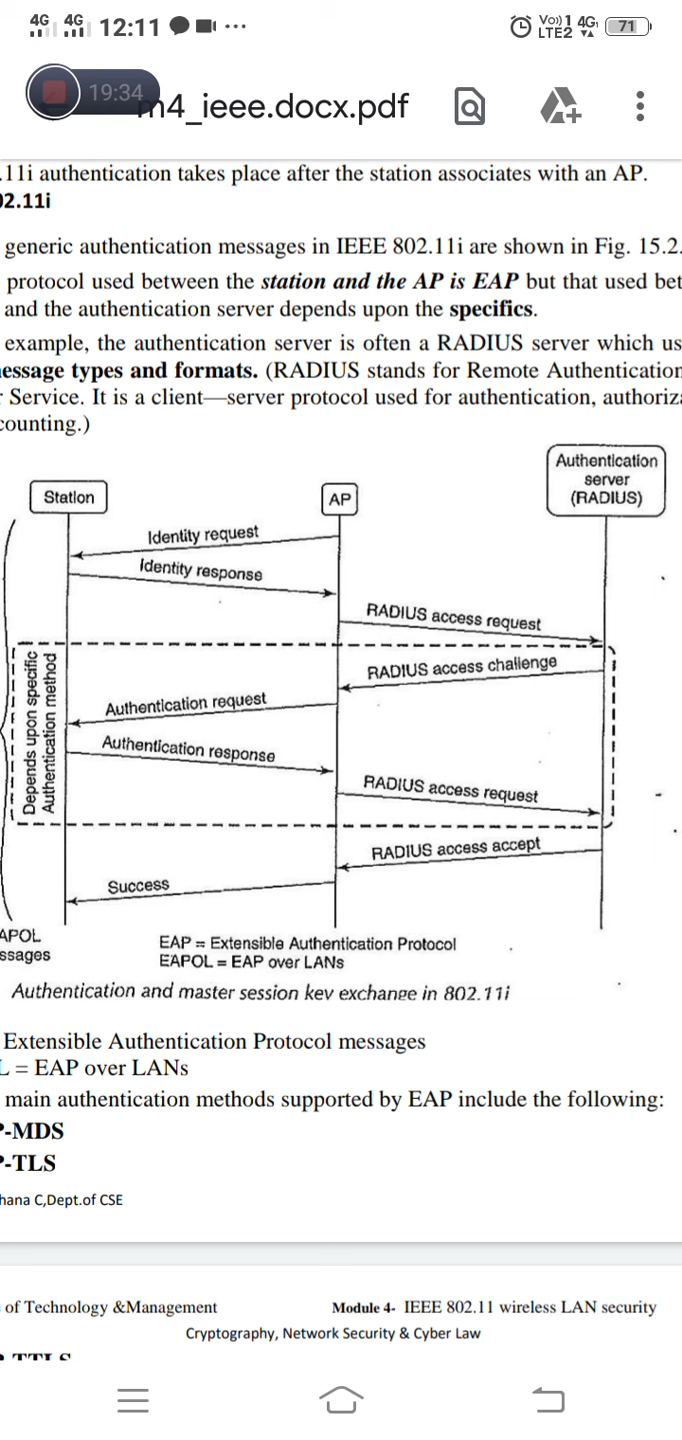 4G 4G 12:11 ...
Vo)) 1 4G
LTE2
71
19:34
m4_ieee.docx.pdf
.11i authentication takes place after the station associates with an AP.
02.11i
generic authentication messages in IEEE 802.11i are shown in Fig. 15.2.
protocol used between the station and the AP is EAP but that used bet
and the authentication server depends upon the specifics.
example, the authentication server is often a RADIUS server which us
essage types and formats. (RADIUS stands for Remote Authentication
r Service. It is a client—server protocol used for authentication, authoriza
counting.)
Station
AP
Authentication
server
(RADIUS)
Identity request
Identity response
RADIUS access request
RADIUS access challenge
Authentication request
Authentication response
RADIUS access request
Depends upon specific
Authentication method
RADIUS access accept
Success
APOL
ssages
EAP = Extensible Authentication Protocol
EAPOL = EAP over LANs
Authentication and master session key exchange in 802.11i
Extensible Authentication Protocol messages
L = EAP over LANs
main authentication methods supported by EAP include the following:
P-MDS
P-TLS
hana C,Dept.of CSE
of Technology &Management
Module 4- IEEE 802.11 wireless LAN security
Cryptography, Network Security & Cyber Law